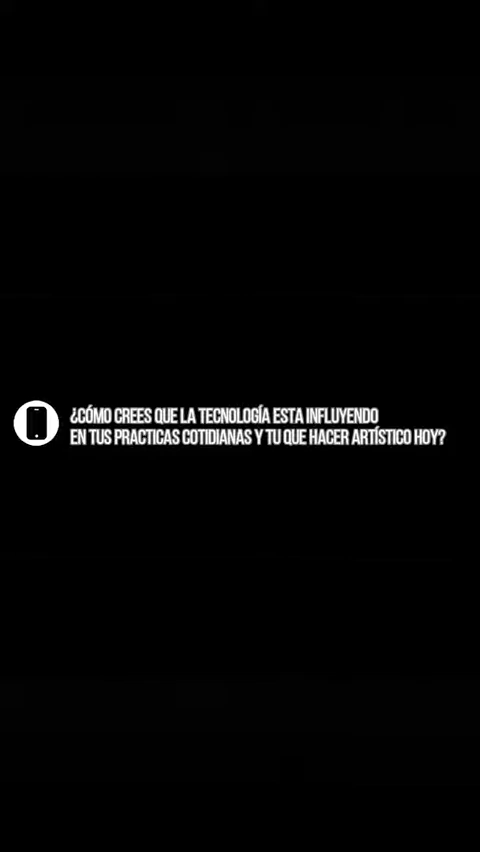 ¿CÓMO CREES QUE LA TECNOLOGÍA ESTA INFLUYENDO
EN TUS PRACTICAS COTIDIANAS Y TU QUE HACER ARTÍSTICO HOY?